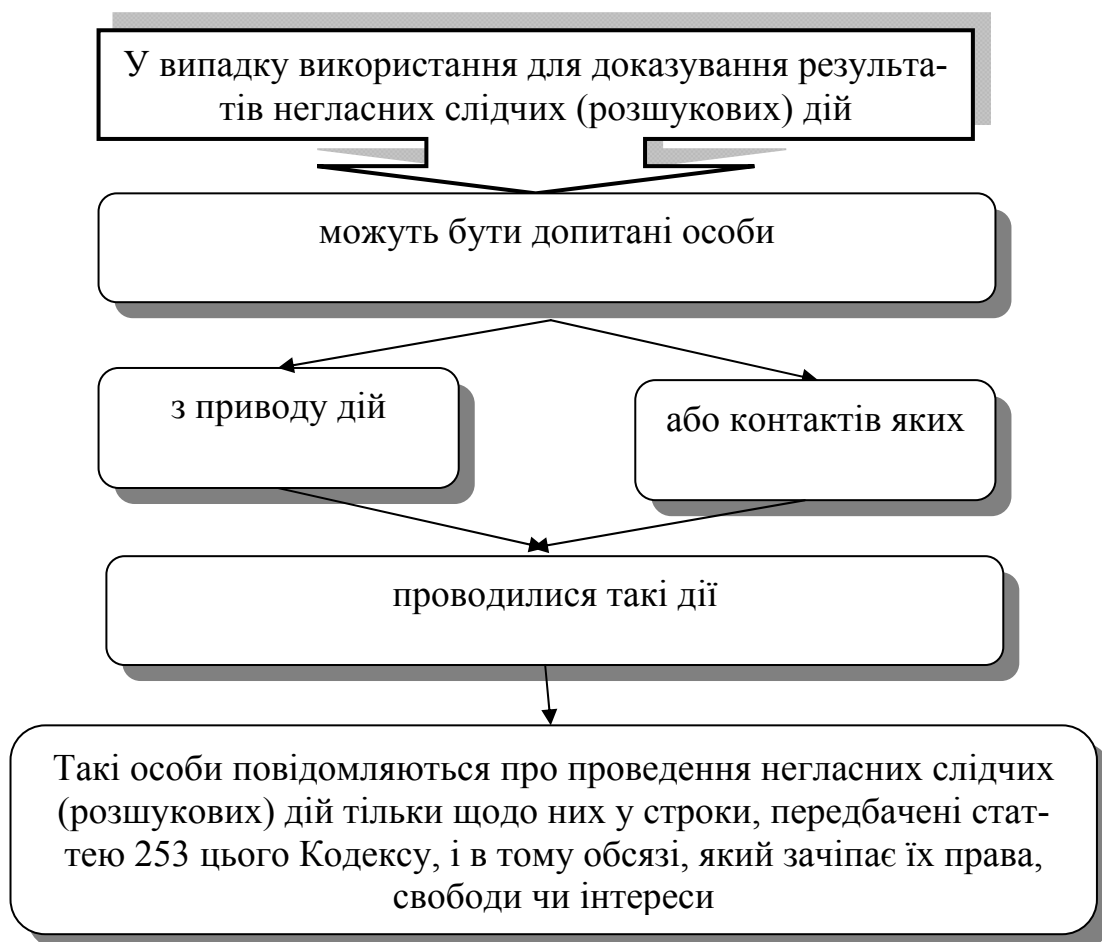 У випадку використання для доказування результа-
тів негласних слідчих (розшукових) дій
можуть бути допитані особи
з приводу дій
або контактів яких
проводилися такі дії
Такі особи повідомляються про проведення негласних слідчих
(розшукових) дій тільки щодо них у строки, передбачені стат-
тею 253 цього Кодексу, і в тому обсязі, який зачіпає їх права,
свободи чи інтереси